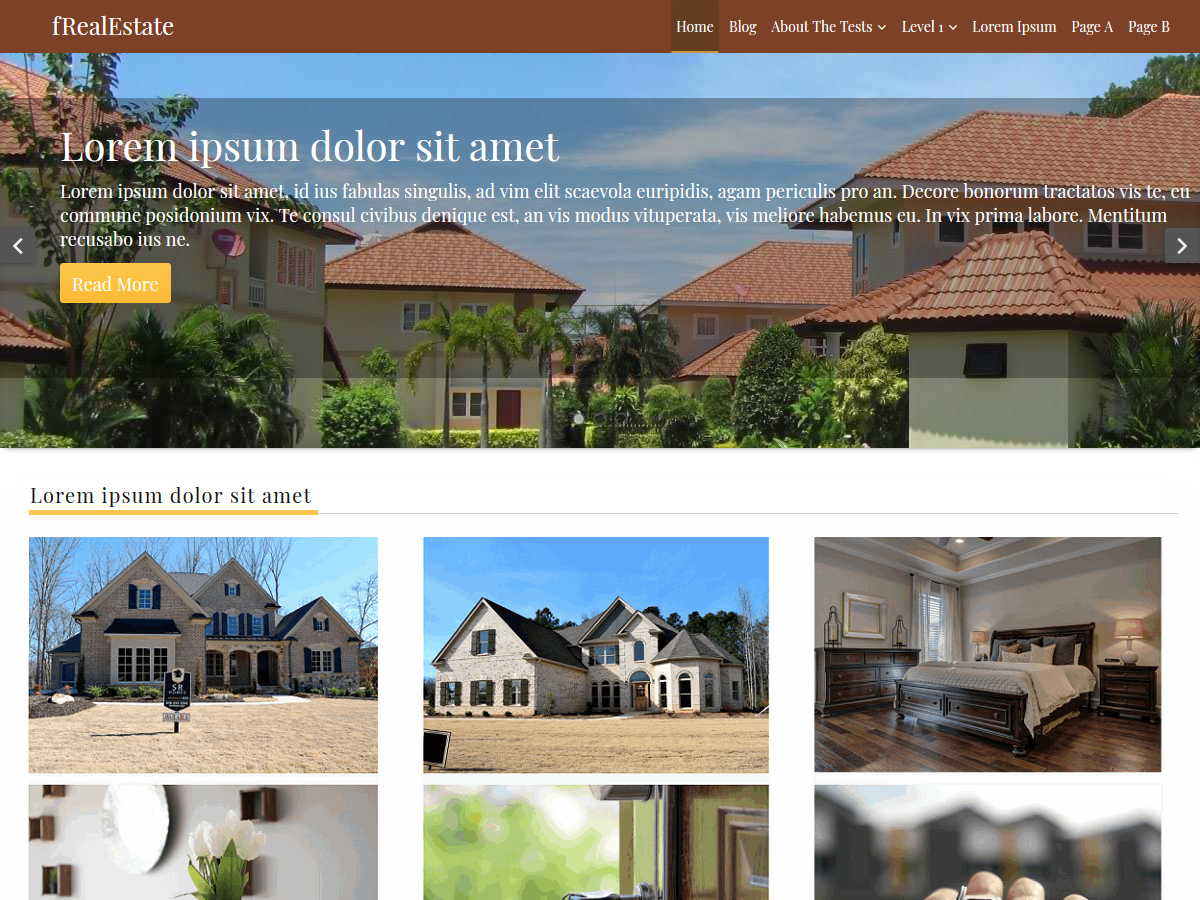 fRealEstate
Home Blog About The Tests Level 1 Lorem Ipsum Page A Page B
Lorem ipsum dolor sit amet
Lorem ipsum dolor sit amet, id ius fabulas singulis, ad vim elit scaevola euripidis, agam periculis pro an. Decore bonorum tractatos vis te, eu
commune posidonium vix. Te consul civibus denique est, an vis modus vituperata, vis meliore habemus eu. In vix prima labore. Mentitum
recusabo ius ne.
Read More
Lorem ipsum dolor sit amet
SR
HOMES
AVAILABLE